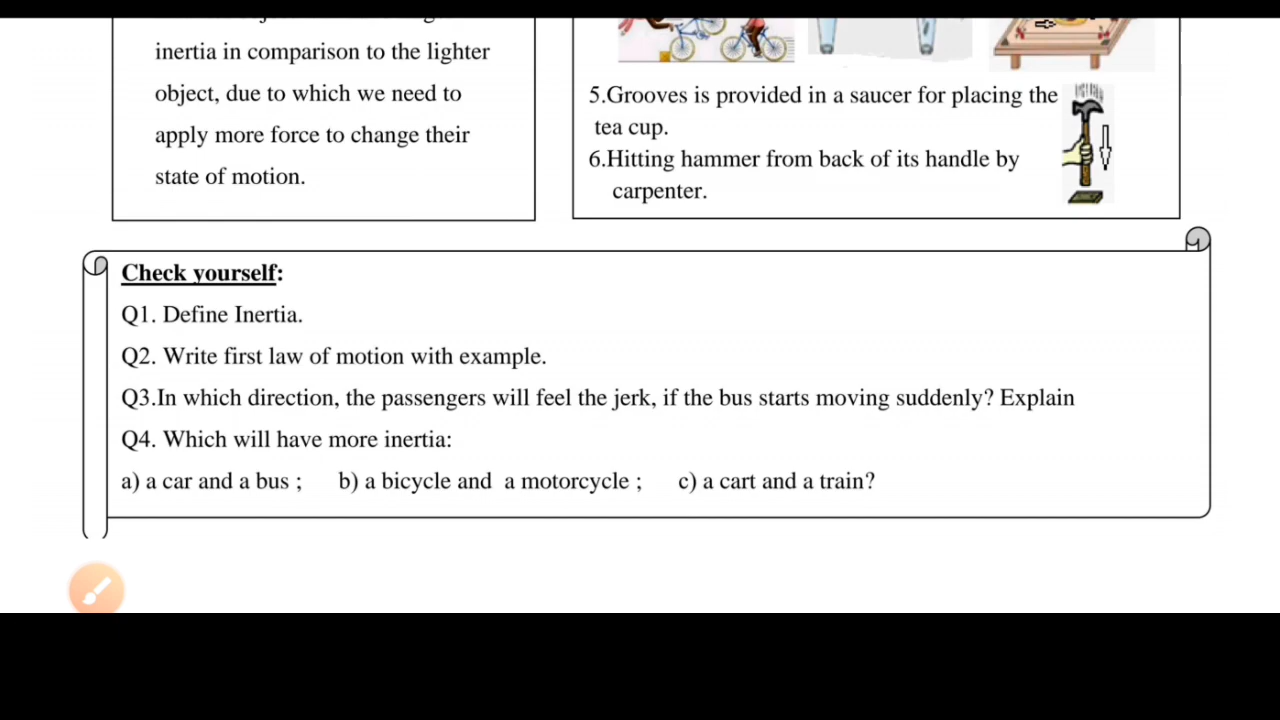 inertia in comparison to the lighter
object, due to which we need to
apply more force to change their
state of motion.
5.Grooves is provided in a saucer for placing the
tea cup.
6.Hitting hammer from back of its handle by
carpenter.
Check yourself:
Q1. Define Inertia.
Q2. Write first law of motion with example.
Q3.In which direction, the passengers will feel the jerk, if the bus starts moving suddenly? Explain
Q4. Which will have more inertia:
a) a car and a bus ; b) a bicycle and a motorcycle ; c) a cart and a train?